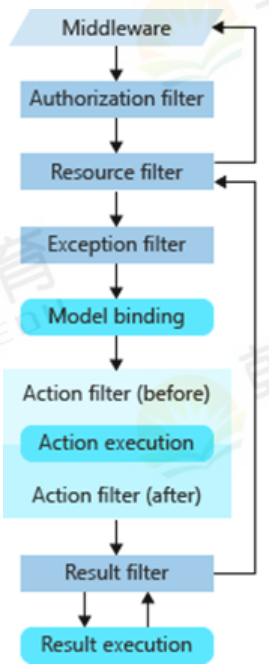 Middleware
Authorization filter
Resource filter
Exception filter
Model binding
Action filter (before)
Action execution
Action filter (after)
Result filter
Result execution